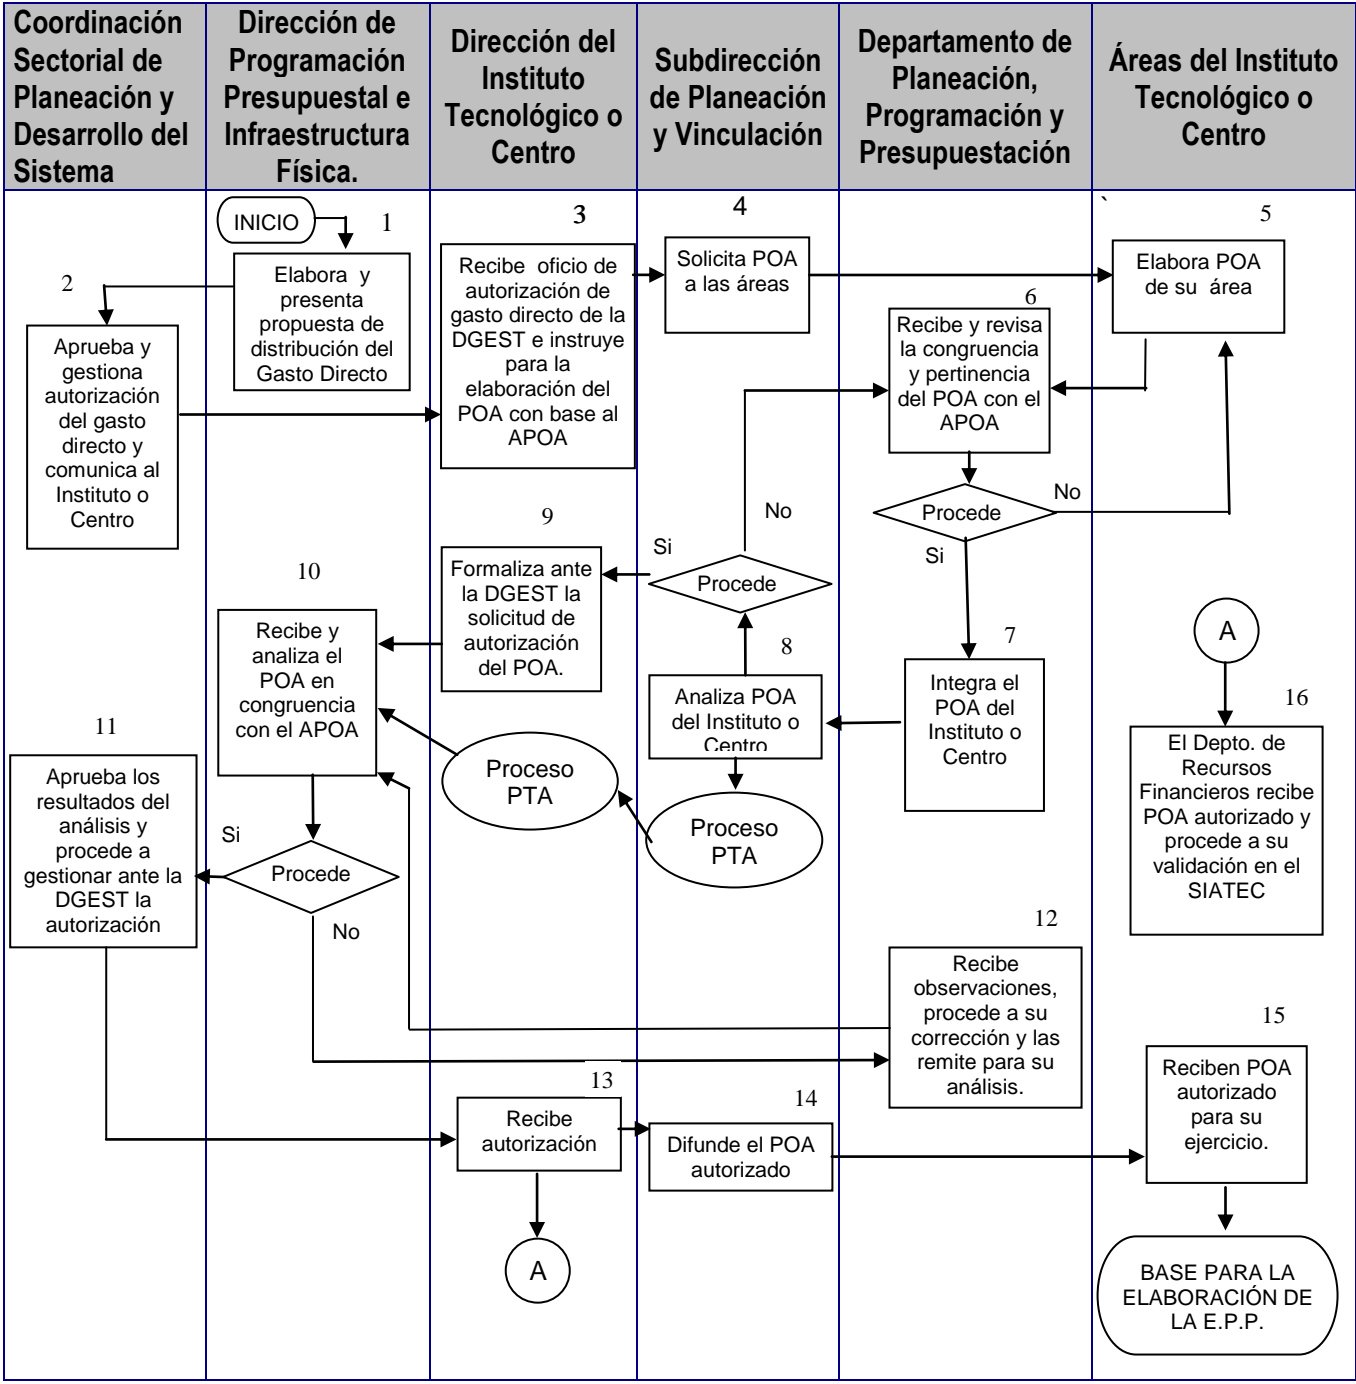 Coordinación
Sectorial de
Planeación y
Desarrollo del
Sistema
Dirección de
Programación
Presupuestal e
Infraestructura
Física.
Dirección del
Instituto
Tecnológico o
Centro
Subdirección
de Planeación
y Vinculación
Departamento de
Planeación,
Programación y
Presupuestación
Áreas del Instituto
Tecnológico o
Centro
INICIO
1
Elabora y
presenta
propuesta de
distribución del
Gasto Directo
2
Aprueba y
gestiona
autorización
del gasto
directo y
comunica al
Instituto o
Centro
3
Recibe oficio de
autorización de
gasto directo de la
DGEST e instruye
para la
elaboración del
POA con base al
APOA
4
Solicita POA
a las áreas
`
5
Elabora POA
de su área
6
Recibe y revisa
la congruencia
y pertinencia
del POA con el
APOA
Procede
No
Si
7
Integra el
POA del
Instituto o
Centro
8
Analiza POA
del Instituto o
Centro
Procede
No
Si
Proceso
PTA
Proceso
PTA
9
Formaliza ante
la DGEST la
solicitud de
autorización
del POA.
10
Recibe y
analiza el
POA en
congruencia
con el APOA
Procede
Si
No
11
Aprueba los
resultados del
análisis y
procede a
gestionar ante la
DGEST la
autorización
12
Recibe
observaciones,
procede a su
corrección y las
remite para su
análisis.
13
Recibe
autorización
A
14
Difunde el POA
autorizado
15
Reciben POA
autorizado
para su
ejercicio.
BASE PARA LA
ELABORACIÓN DE
LA E.P.P.
A
16
El Depto. de
Recursos
Financieros recibe
POA autorizado y
procede a su
validación en el
SIATEC